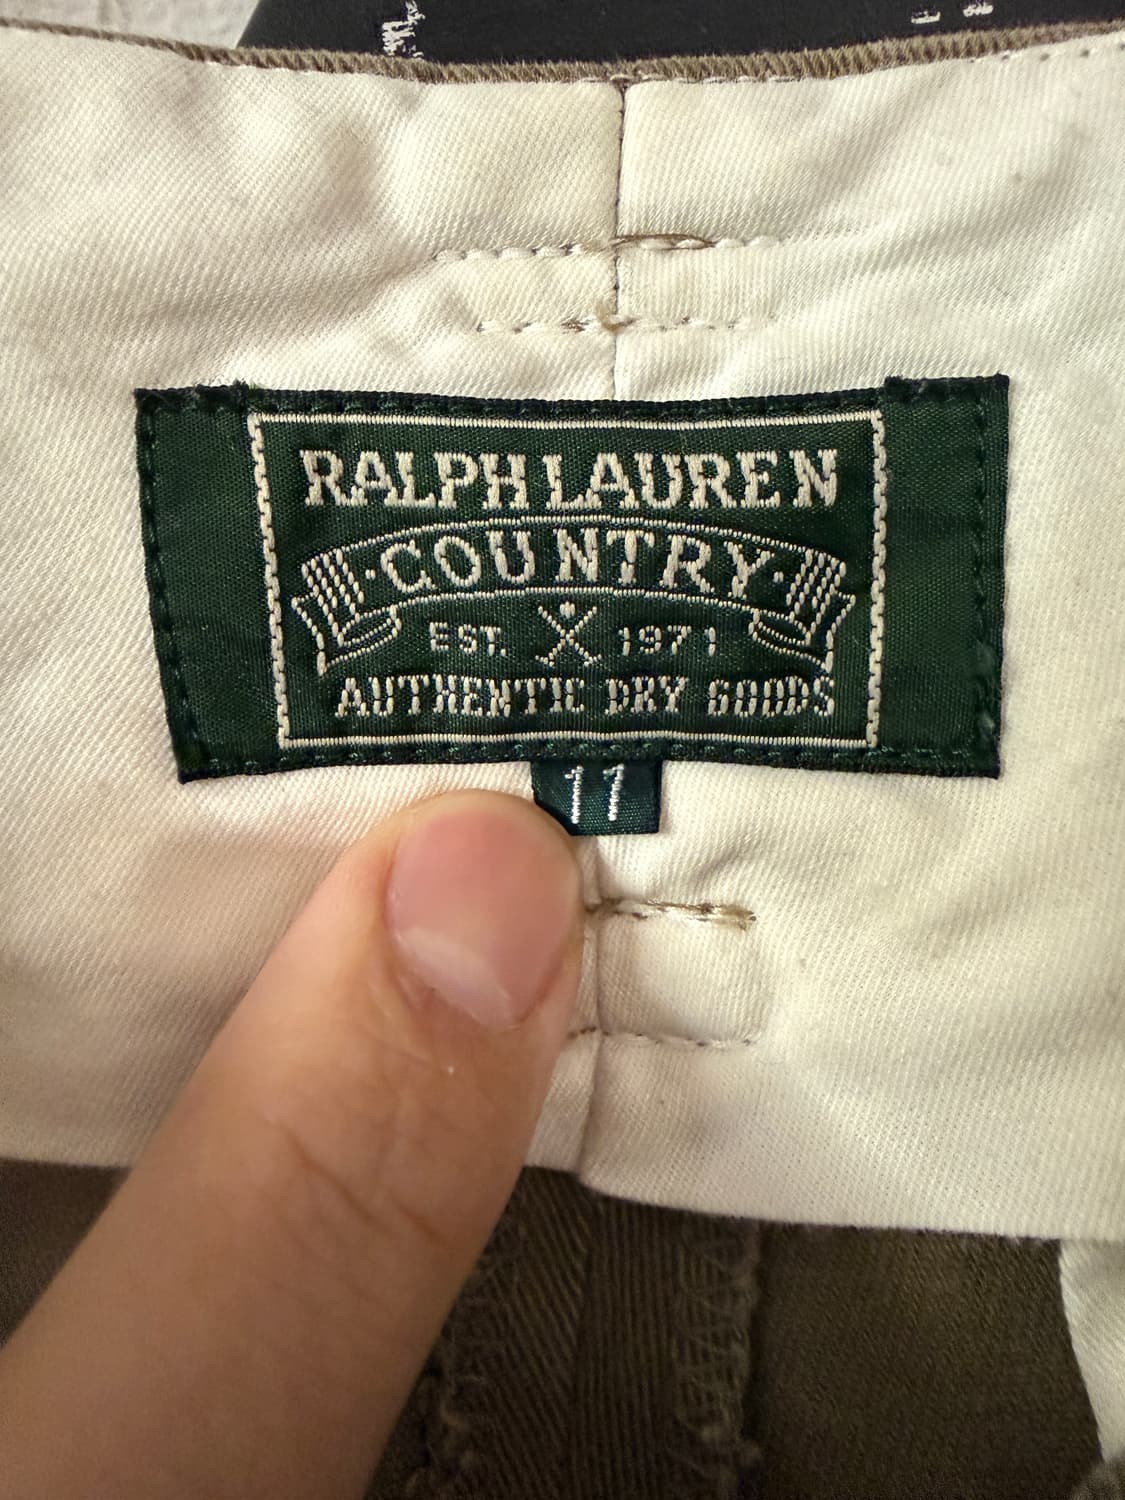 RALPH LAUREN
·COUNTRY·
EST. 1971
AUTHENTIC DRY GOODS
11